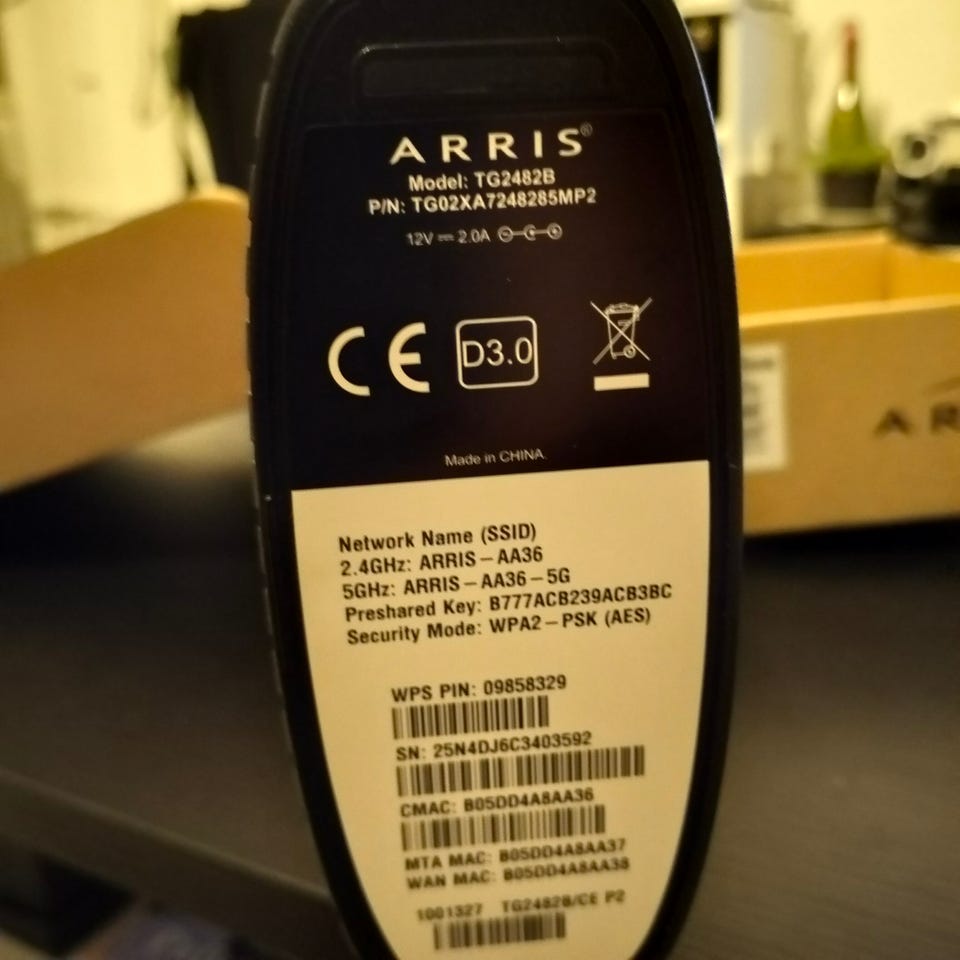 ARRIS®
Model: TG2482B
P/N: TG02XA7248285MP2
12V 2.0A
CE D3.0
Made in CHINA.
Network Name (SSID)
2.4GHz: ARRIS–AA36
5GHz: ARRIS–AA36–5G
Preshared Key: B777ACB239ACB3BC
Security Mode: WPA2–PSK (AES)
WPS PIN: 09858329
SN: 25N4DJ6C3403592
CMAC: B05DD4A8AA36
MTA MAC: B05DD4A8AA37
WAN MAC: B05DD4A8AA38
1001327 TG2482B/CE P2